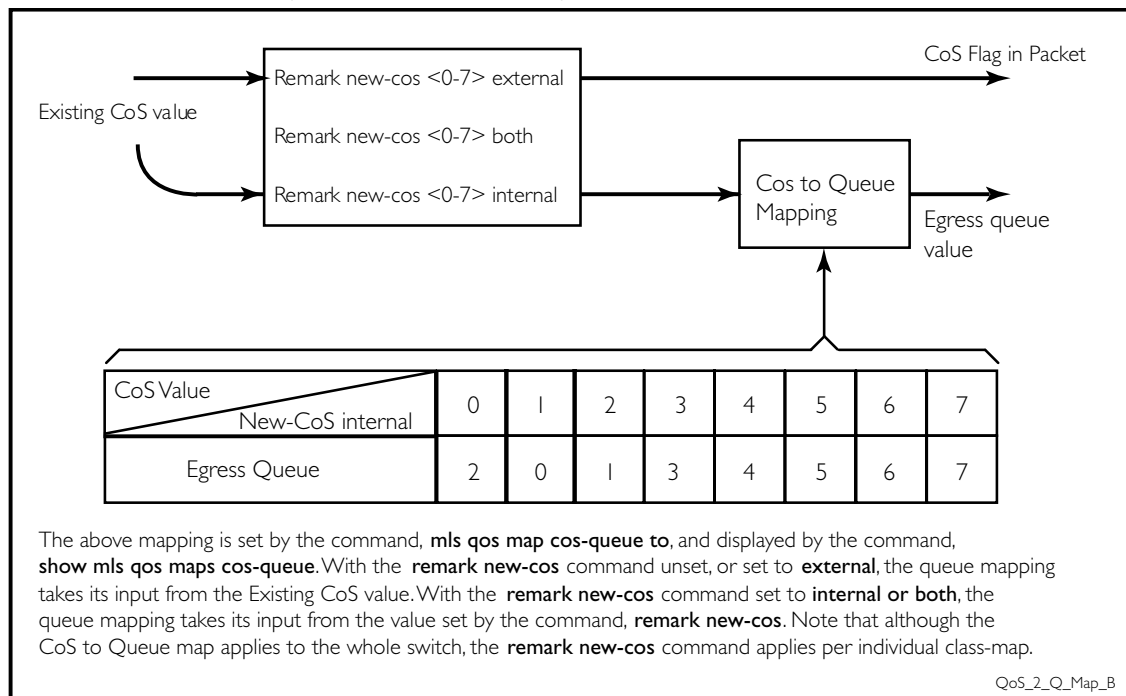 CoS Flag in Packet
Remark new-cos <0-7> external
Existing CoS value
Remark new-cos <0-7> both
Remark new-cos <0-7> internal
Cos to Queue
Mapping
Egress queue
value
CoS Value
New-CoS internal
0 1 2 3 4 5 6 7
Egress Queue 2 0 1 3 4 5 6 7
The above mapping is set by the command, mls qos map cos-queue to, and displayed by the command,
show mls qos maps cos-queue. With the remark new-cos command unset, or set to external, the queue mapping
takes its input from the Existing CoS value. With the remark new-cos command set to internal or both, the
queue mapping takes its input from the value set by the command, remark new-cos. Note that although the
CoS to Queue map applies to the whole switch, the remark new-cos command applies per individual class-map.
QoS_2_Q_Map_B